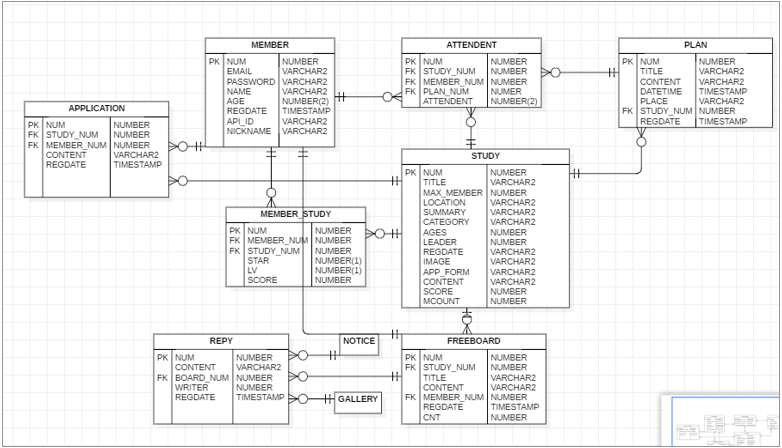 MEMBER
PK NUM NUMBER
EMAIL VARCHAR2
PASSWORD VARCHAR2
NAME VARCHAR2
AGE NUMBER(2)
REGDATE TIMESTAMP
API_ID VARCHAR2
NICKNAME VARCHAR2
ATTENDENT
PK NUM NUMBER
FK STUDY_NUM NUMBER
FK MEMBER_NUM NUMBER
FK PLAN_NUM NUMER
ATTENDENT NUMBER(2)
PLAN
PK NUM NUMBER
TITLE VARCHAR2
CONTENT VARCHAR2
DATETIME TIMESTAMP
PLACE VARCHAR2
FK STUDY_NUM NUMBER
REGDATE TIMESTAMP
APPLICATION
PK NUM NUMBER
FK STUDY_NUM NUMBER
FK MEMBER_NUM NUMBER
CONTENT VARCHAR2
REGDATE TIMESTAMP
STUDY
PK NUM NUMBER
TITLE VARCHAR2
MAX_MEMBER NUMBER
LOCATION VARCHAR2
SUMMARY VARCHAR2
CATEGORY VARCHAR2
AGES NUMBER
LEADER NUMBER
REGDATE VARCHAR2
IMAGE VARCHAR2
APP_FORM VARCHAR2
CONTENT VARCHAR2
SCORE NUMBER
MCOUNT NUMBER
MEMBER_STUDY
PK NUM NUMBER
FK MEMBER_NUM NUMBER
FK STUDY_NUM NUMBER
STAR NUMBER(1)
LV NUMBER(1)
SCORE NUMBER
REPY
PK NUM NUMBER
CONTENT VARCHAR2
FK BOARD_NUM NUMBER
WRITER NUMBER
REGDATE TIMESTAMP
NOTICE
GALLERY
FREEBOARD
PK NUM NUMBER
FK STUDY_NUM NUMBER
TITLE VARCHAR2
CONTENT VARCHAR2
FK MEMBER_NUM NUMBER
REGDATE TIMESTAMP
CNT NUMBER